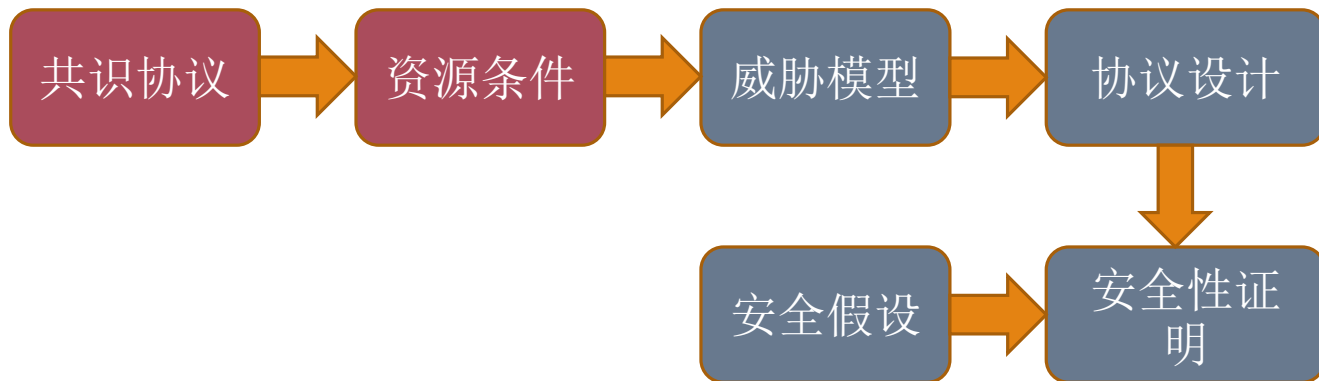 共识协议
资源条件
威胁模型
协议设计
安全假设
安全性证
明